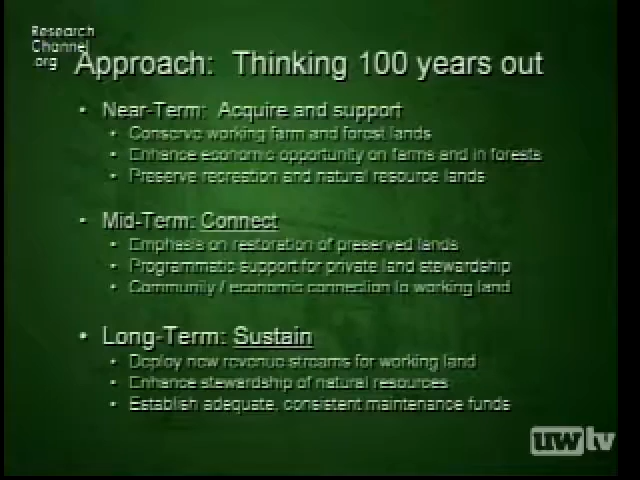 Research
Channel
org
Approach: Thinking 100 years out
• Near-Term: Acquire and support
• Conserve working farm and forest lands
• Enhance economic opportunity on farms and in forests
• Preserve recreation and natural resource lands
• Mid-Term: Connect
• Emphasis on restoration of preserved lands
• Programmatic support for private land stewardship
• Community / economic connection to working land
• Long-Term: Sustain
• Deploy new revenue streams for working land
• Enhance stewardship of natural resources
• Establish adequate, consistent maintenance funds
uwtv